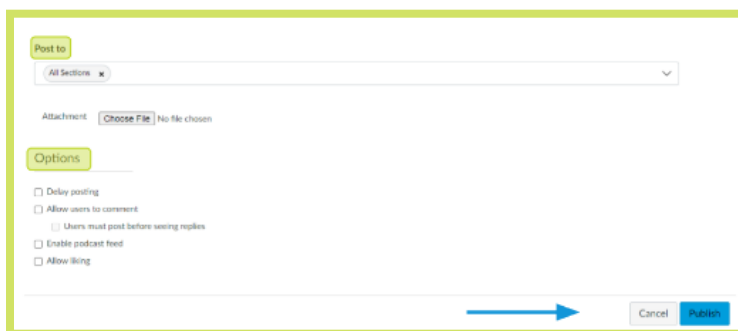 Post to
All Sections x
Attachment Choose File No file chosen
Options
Delay posting
Allow users to comment
Users must post before seeing replies
Enable podcast feed
Allow liking
Cancel Publish